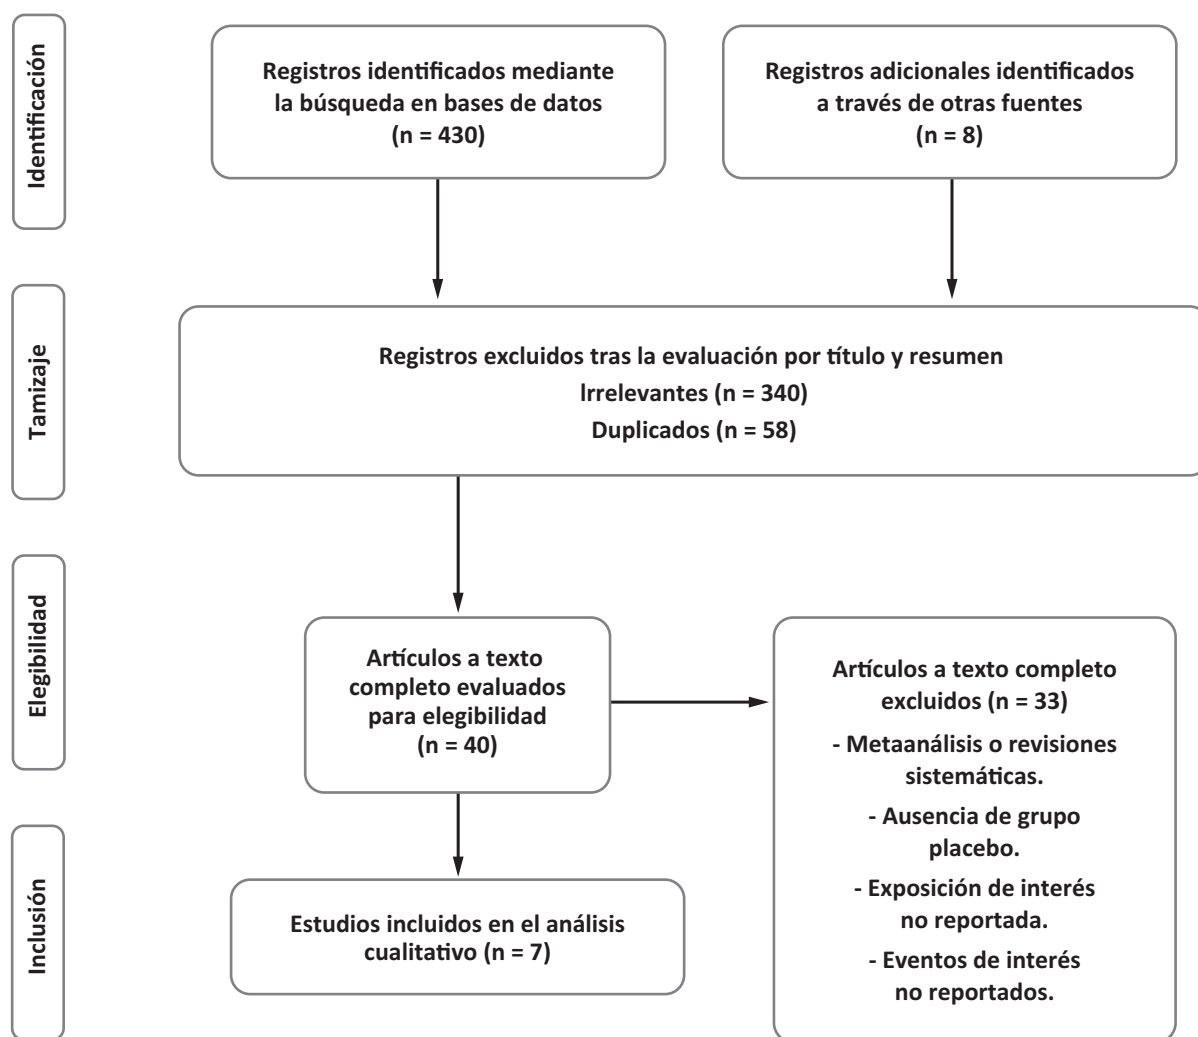 Identificación
Registros identificados mediante
la búsqueda en bases de datos
(n = 430)
Registros adicionales identificados
a través de otras fuentes
(n = 8)
Tamizaje
Registros excluidos tras la evaluación por título y resumen
Irrelevantes (n = 340)
Duplicados (n = 58)
Elegibilidad
Artículos a texto
completo evaluados
para elegibilidad
(n = 40)
Artículos a texto completo
excluidos (n = 33)
- Metaanálisis o revisiones
sistemáticas.
- Ausencia de grupo
placebo.
- Exposición de interés
no reportada.
- Eventos de interés
no reportados.
Inclusión
Estudios incluidos en el análisis
cualitativo (n = 7)